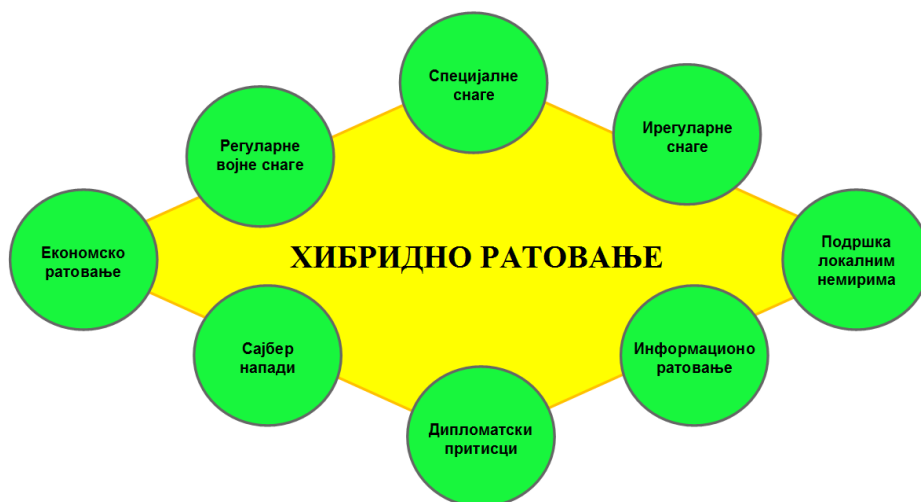 Специјалне
снаге
Ирегуларне
снаге
Регуларне
војне снаге
Економско
ратовање
ХИБРИДНО РАТОВАЊЕ
Подршка
локалним
немирима
Сајбер
напади
Информационо
ратовање
Дипломатски
притисци